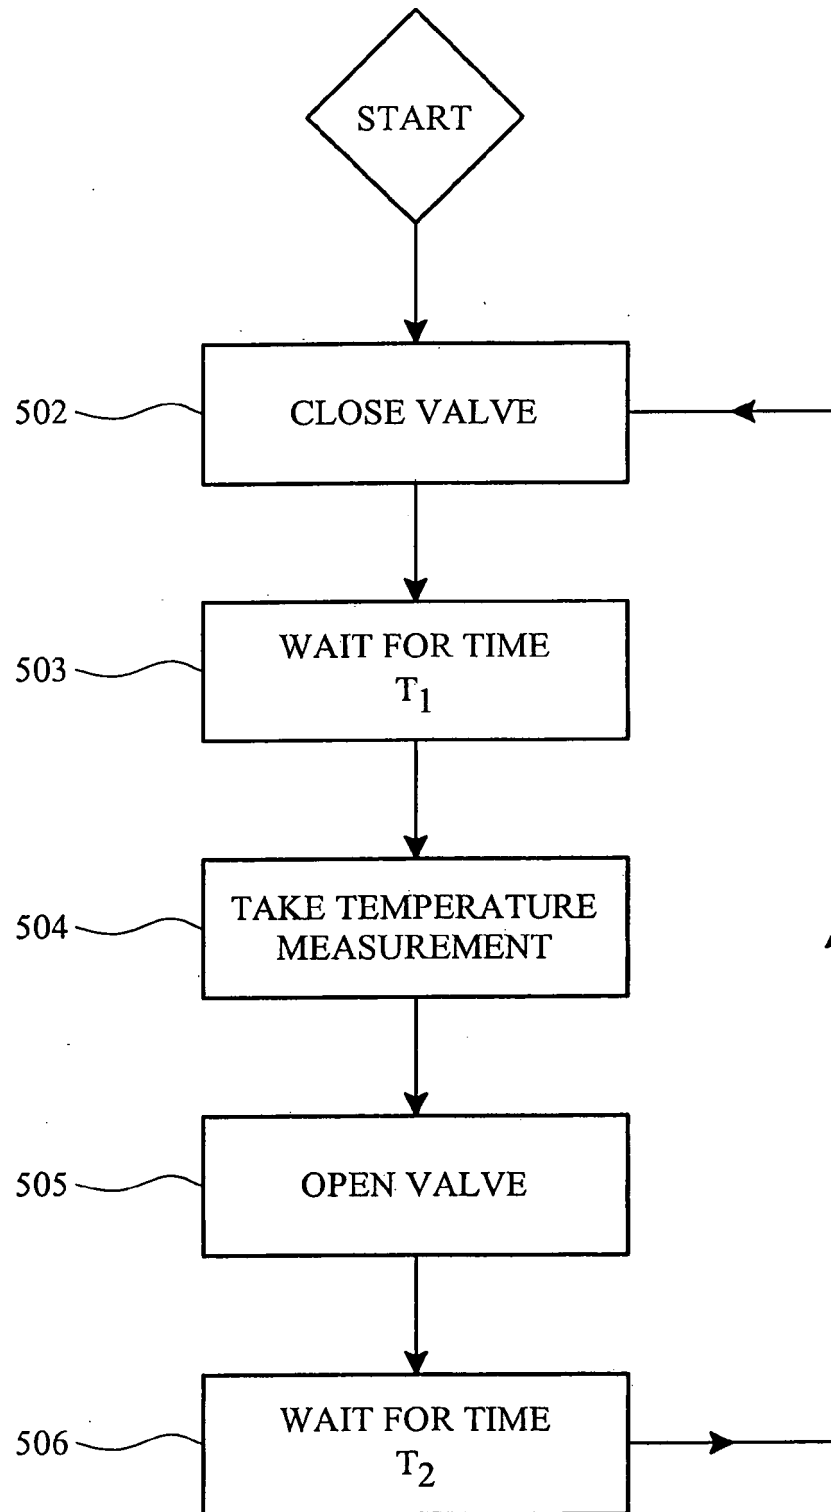 START
502
CLOSE VALVE
503
WAIT FOR TIME
T1
504
TAKE TEMPERATURE
MEASUREMENT
505
OPEN VALVE
506
WAIT FOR TIME
T2